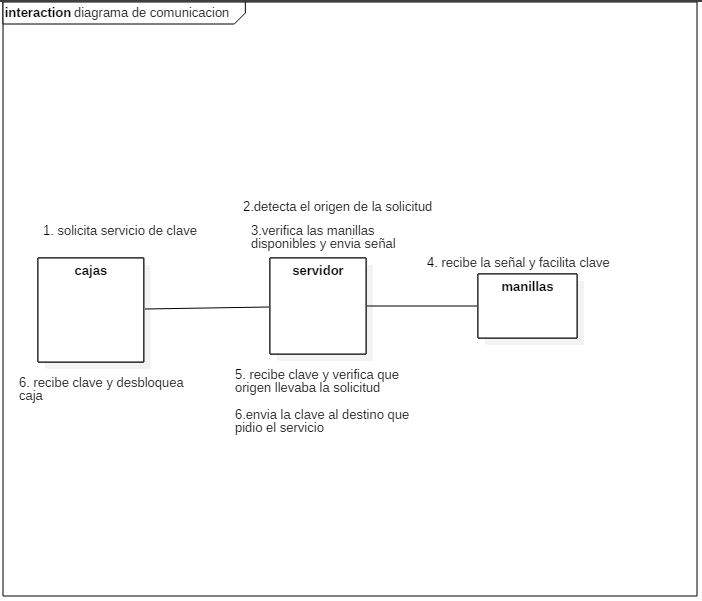 interaction diagrama de comunicacion
2.detecta el origen de la solicitud
1. solicita servicio de clave
3.verifica las manillas
disponibles y envia señal
4. recibe la señal y facilita clave
cajas
servidor
manillas
6. recibe clave y desbloquea
caja
5. recibe clave y verifica que
origen llevaba la solicitud
6.envia la clave al destino que
pidio el servicio